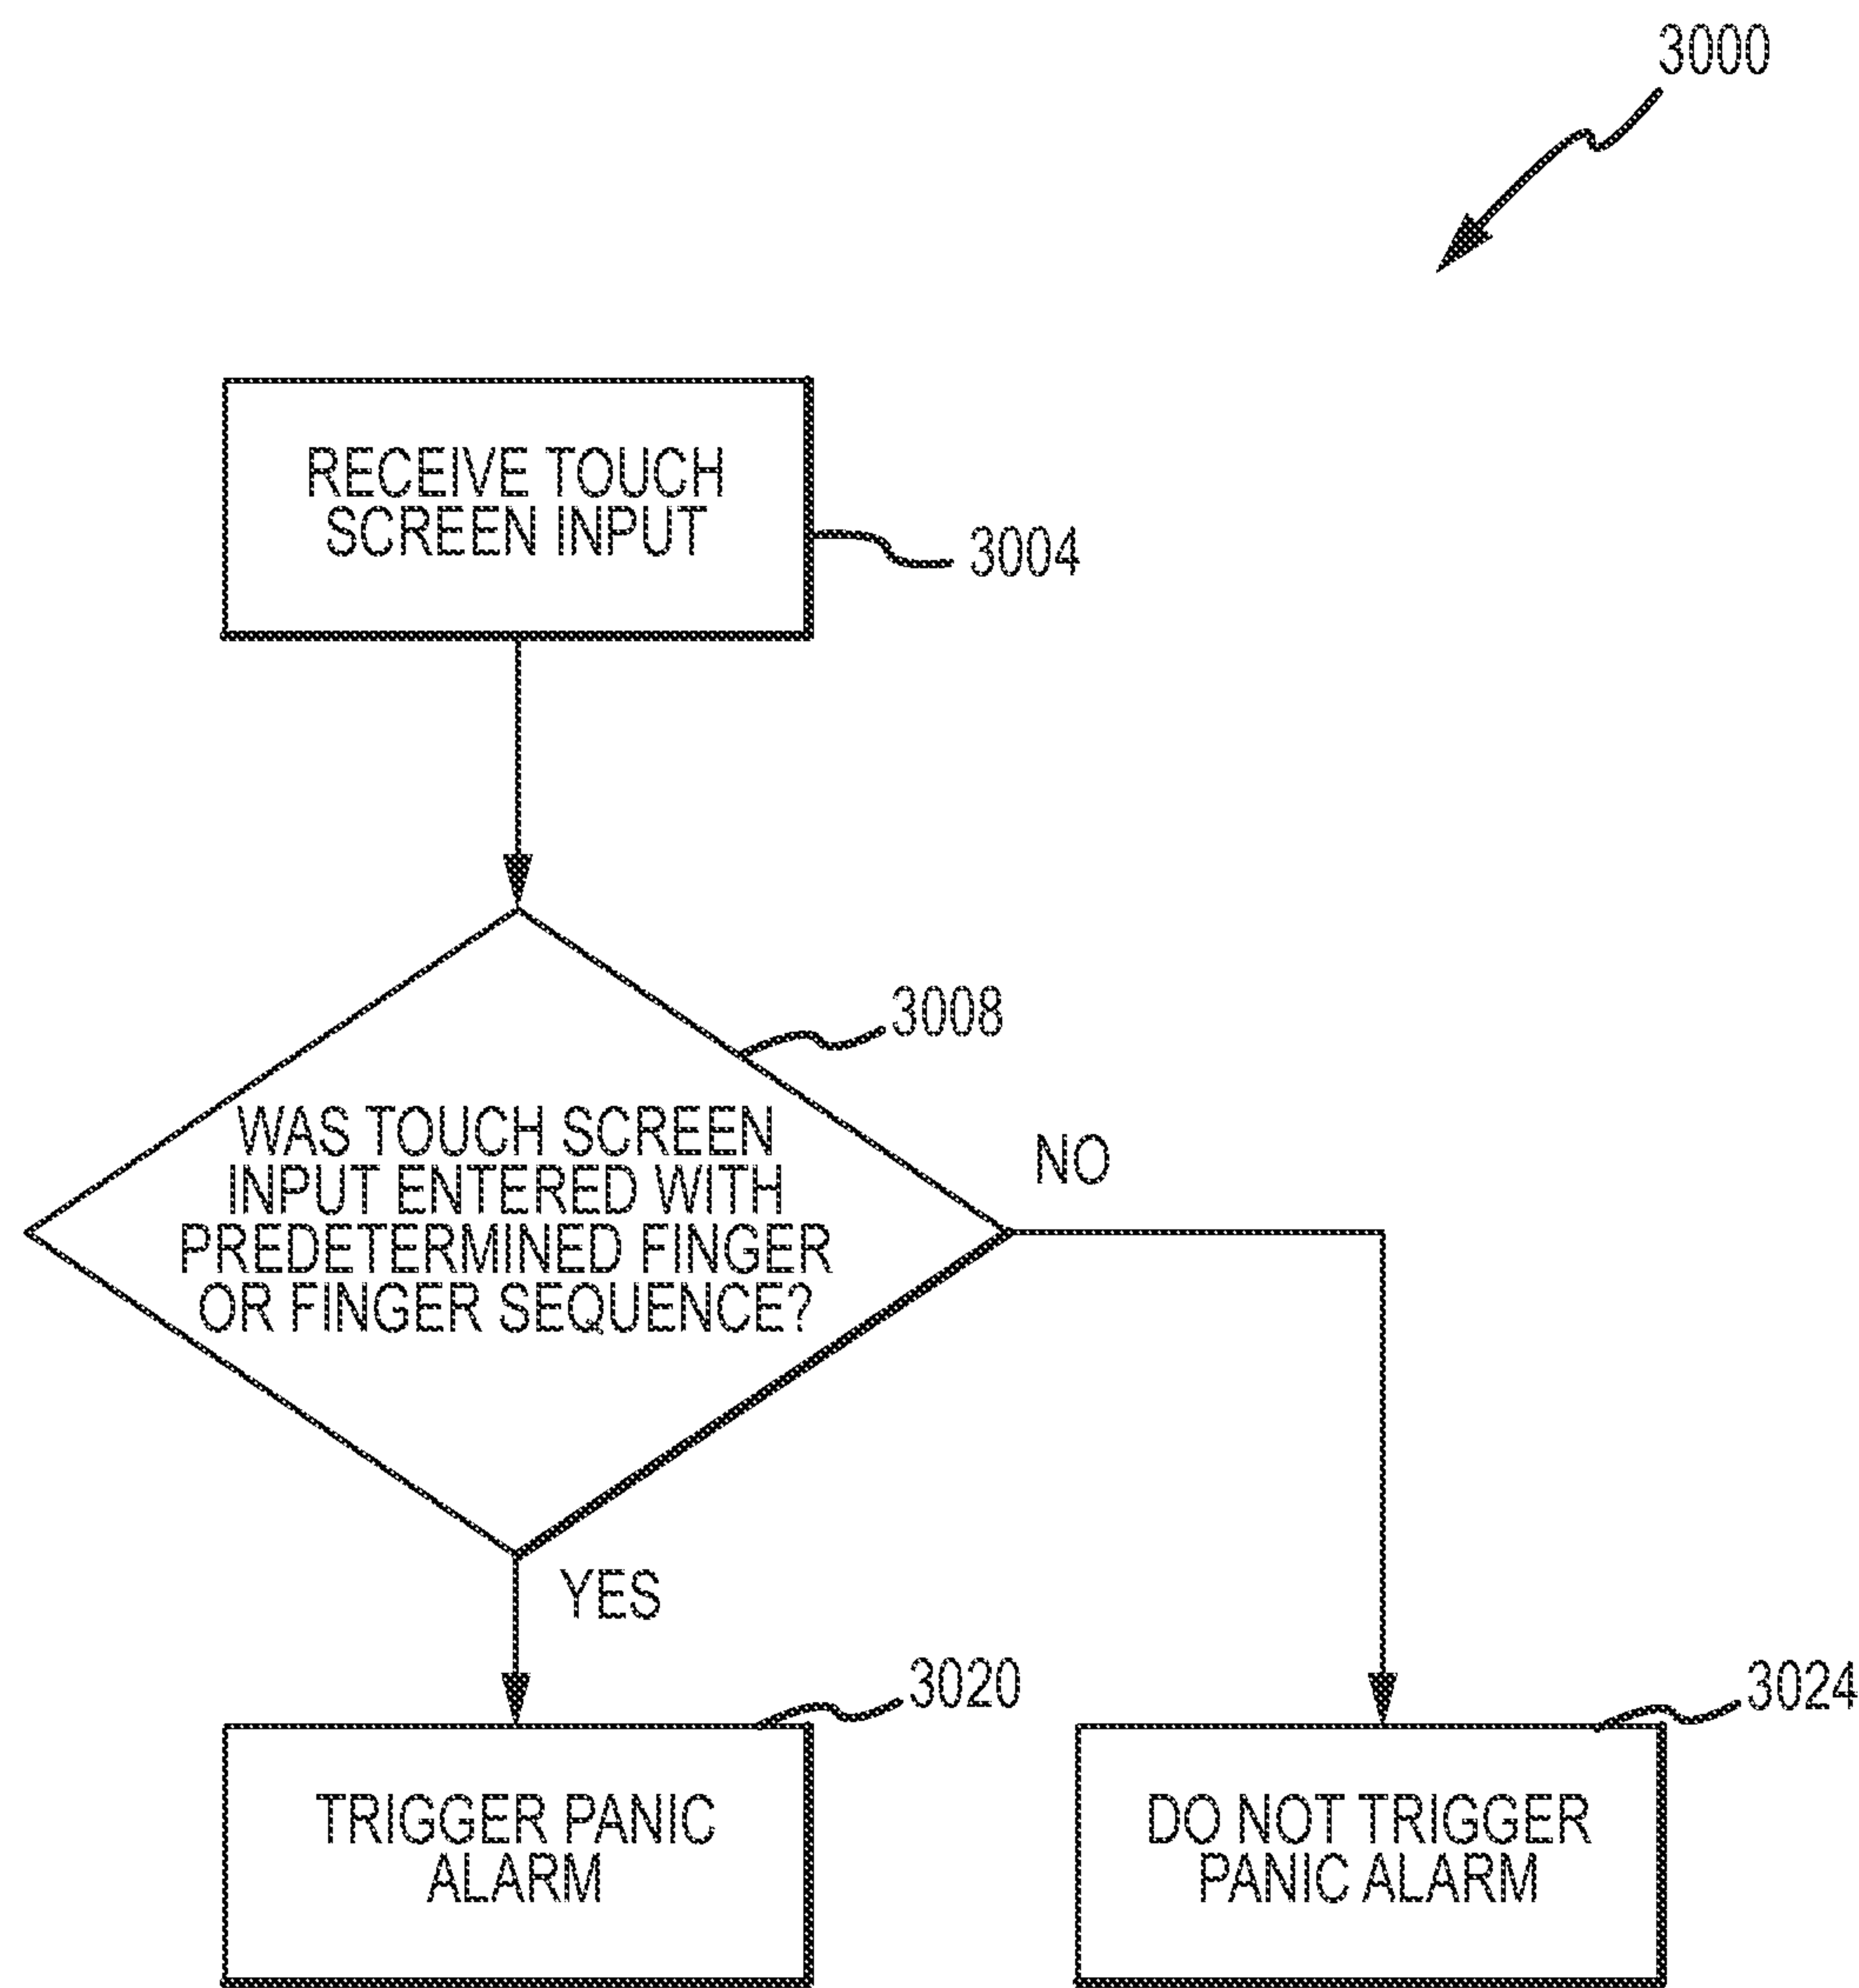 3000
RECEIVE TOUCH
SCREEN INPUT
3004
3008
WAS TOUCH SCREEN
INPUT ENTERED WITH
PREDETERMINED FINGER
OR FINGER SEQUENCE?
NO
YES
3020
TRIGGER PANIC
ALARM
3024
DO NOT TRIGGER
PANIC ALARM